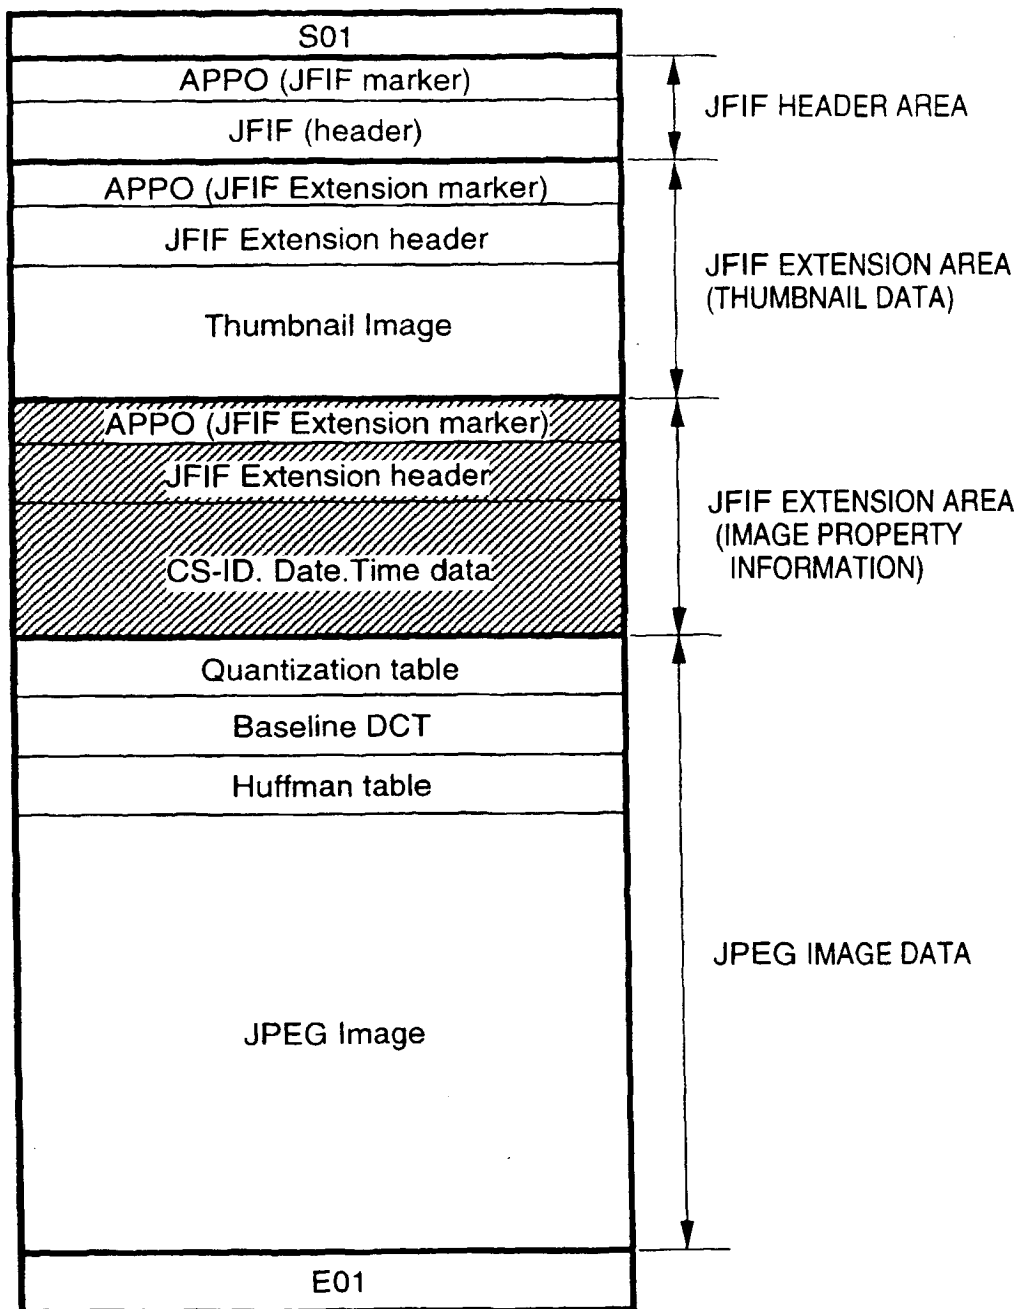 S01
APPO (JFIF marker)
JFIF (header)
JFIF HEADER AREA
APPO (JFIF Extension marker)
JFIF Extension header
Thumbnail Image
JFIF EXTENSION AREA
(THUMBNAIL DATA)
APPO (JFIF Extension marker)
JFIF Extension header
CS-ID. Date.Time data
JFIF EXTENSION AREA
(IMAGE PROPERTY
INFORMATION)
Quantization table
Baseline DCT
Huffman table
JPEG Image
JPEG IMAGE DATA
E01